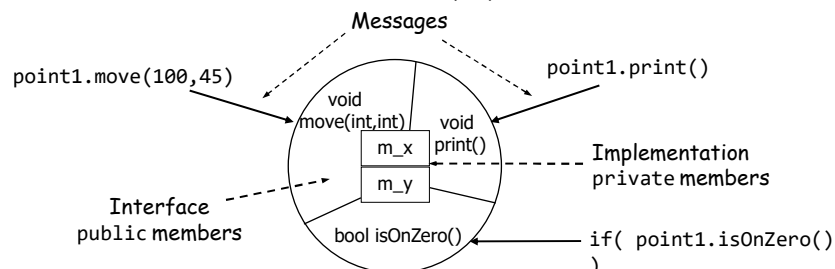 Messages
point1.move(100,45)
point1.print()
void
move(int,int)
void
print()
m_x
m_y
Implementation
private members
Interface
public members
bool isOnZero()
if( point1.isOnZero()
)